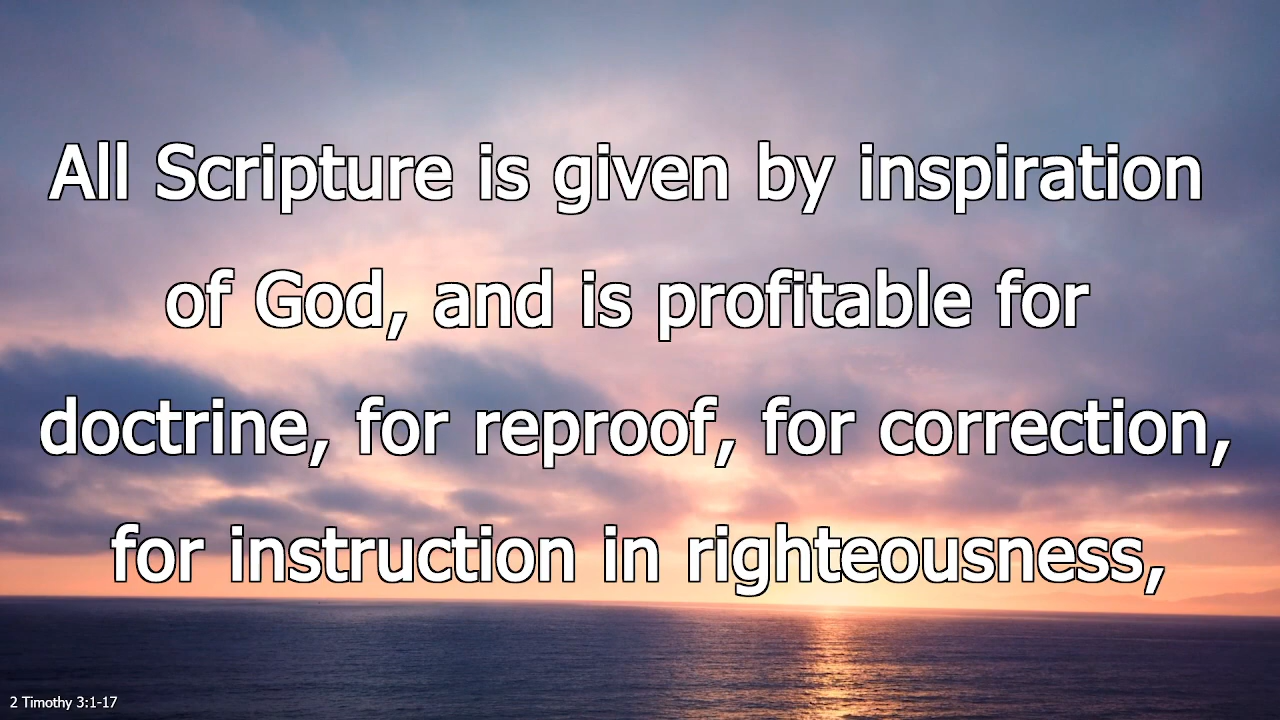 All Scripture is given by inspiration
of God, and is profitable for
doctrine, for reproof, for correction,
for instruction in righteousness,
2 Timothy 3:1-17